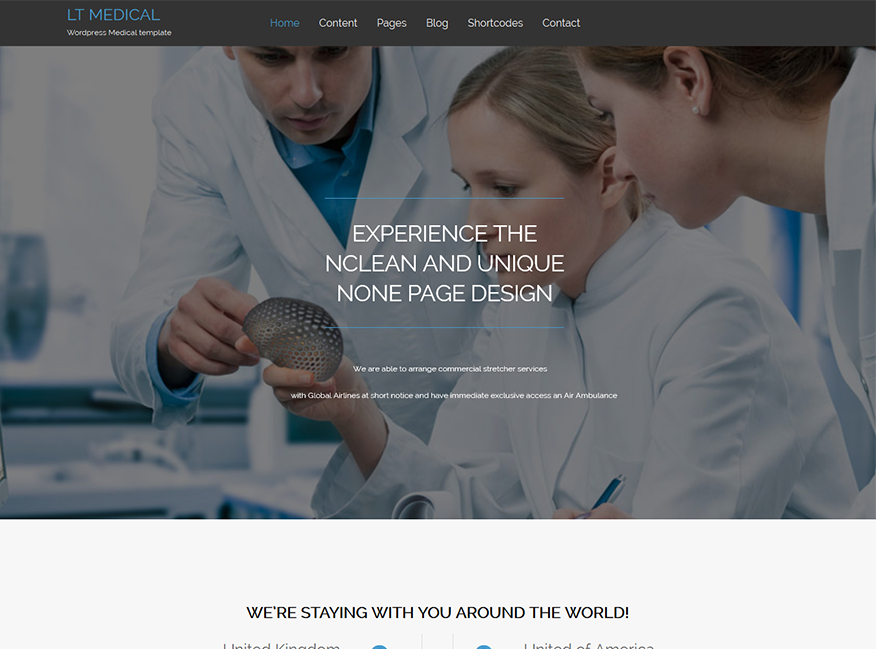 LT MEDICAL
Wordpress Medical template
Home Content Pages Blog Shortcodes Contact
EXPERIENCE THE
NCLEAN AND UNIQUE
NONE PAGE DESIGN
We are able to arrange commercial stretcher services
with Global Airlines at short notice and have immediate exclusive access an Air Ambulance
WE'RE STAYING WITH YOU AROUND THE WORLD!
United Kingdom United of America